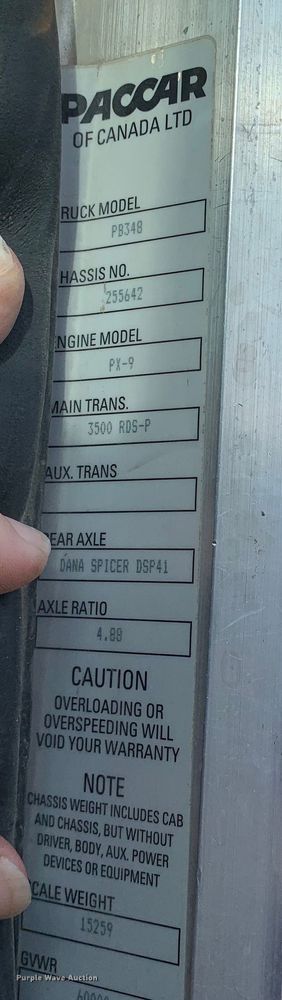 PACCAR
OF CANADA LTD
RUCK MODEL
PB348
HASSIS NO.
255642
NGINE MODEL
PX-9
MAIN TRANS.
3500 RDS-P
AUX. TRANS
EAR AXLE
DANA SPICER DSP41
AXLE RATIO
4.88
CAUTION
OVERLOADING OR
OVERSPEEDING WILL
VOID YOUR WARRANTY
NOTE
CHASSIS WEIGHT INCLUDES CAB
AND CHASSIS, BUT WITHOUT
DRIVER, BODY, AUX. POWER
DEVICES OR EQUIPMENT
CALE WEIGHT
15259
GVWR
Purple Wave Auction